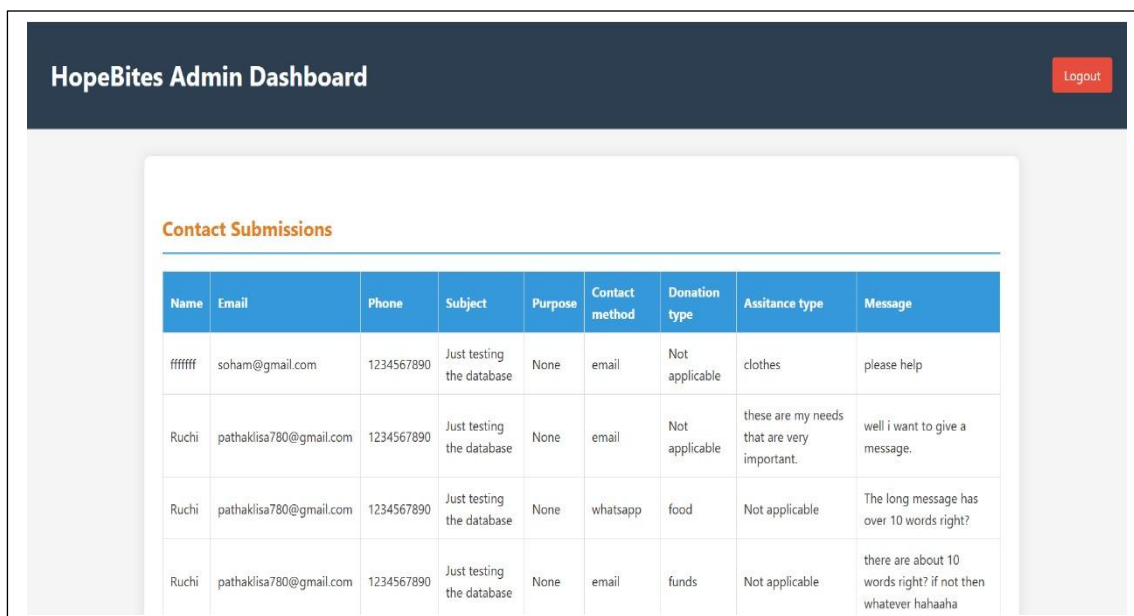 HopeBites Admin Dashboard
Logout
Contact Submissions
Name Email Phone Subject Purpose Contact method Donation type Assitance type Message
fffffff soham@gmail.com 1234567890 Just testing the database None email Not applicable clothes please help
Ruchi pathaklisa780@gmail.com 1234567890 Just testing the database None email Not applicable these are my needs that are very important. well i want to give a message.
Ruchi pathaklisa780@gmail.com 1234567890 Just testing the database None whatsapp food Not applicable The long message has over 10 words right?
Ruchi pathaklisa780@gmail.com 1234567890 Just testing the database None email funds Not applicable there are about 10 words right? if not then whatever hahaaha